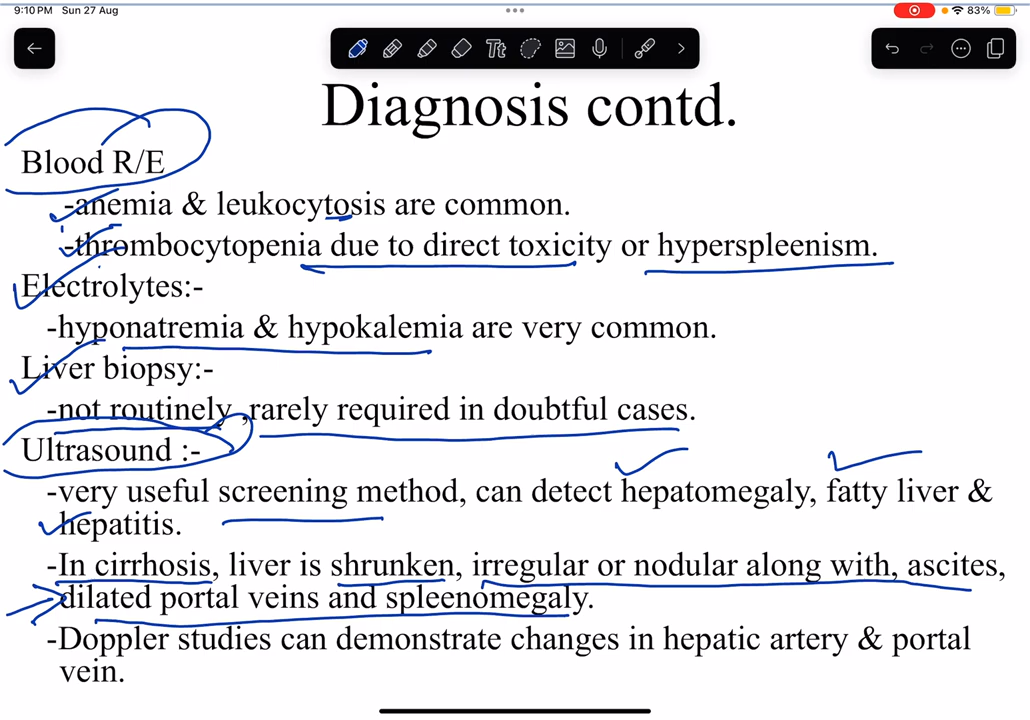 9:10 PM Sun 27 Aug
83%
Tt
Diagnosis contd.
Blood R/E
-anemia & leukocytosis are common.
-thrombocytopenia due to direct toxicity or hyperspleenism.
Electrolytes:-
-hyponatremia & hypokalemia are very common.
Liver biopsy:-
-not routinely ,rarely required in doubtful cases.
Ultrasound :-
-very useful screening method, can detect hepatomegaly, fatty liver &
hepatitis.
-In cirrhosis, liver is shrunken, irregular or nodular along with, ascites,
dilated portal veins and spleenomegaly.
-Doppler studies can demonstrate changes in hepatic artery & portal
vein.